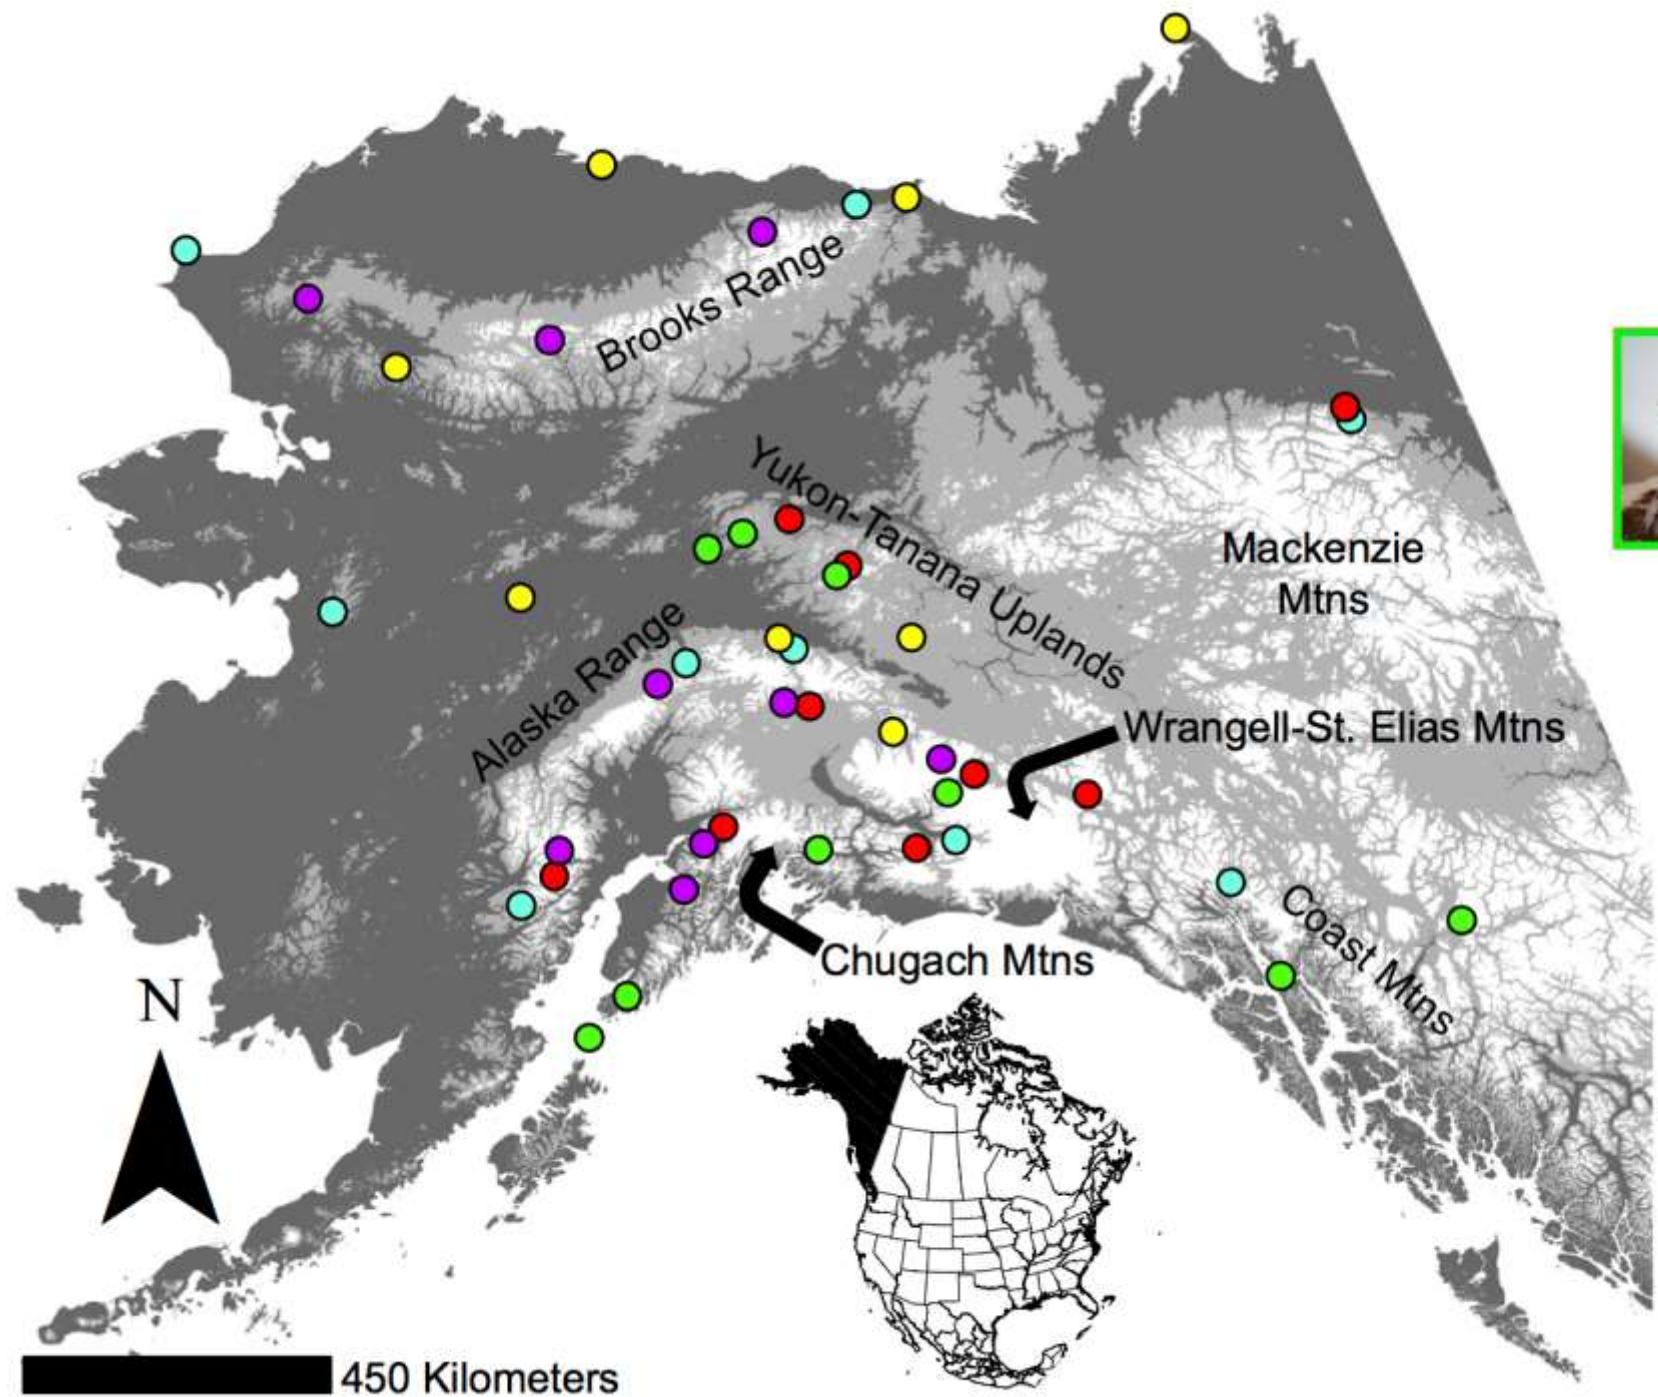 Brooks Range
Yukon-Tanana Uplands
Mackenzie
Mtns
Alaska Range
Wrangell-St. Elias Mtns
Coast Mtns
Chugach Mtns
N
450 Kilometers